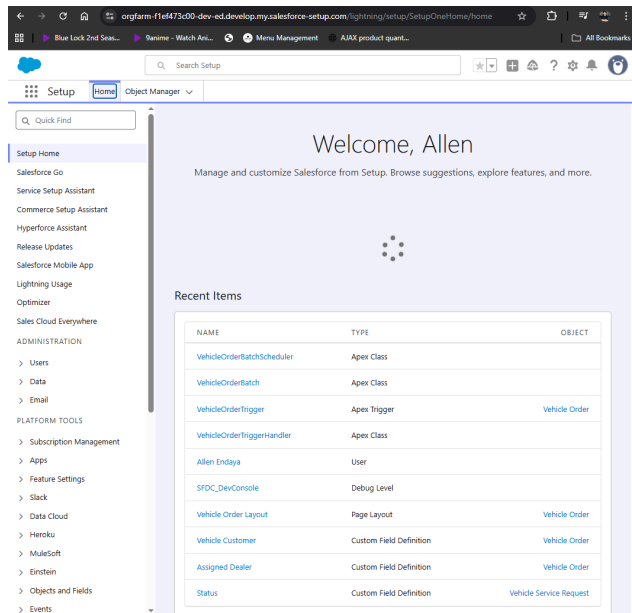 orgfarm-f1ef473c00-dev-ed.develop.my.salesforce-setup.com/lightning/setup/SetupOneHome/home
Blue Lock 2nd Seas...
9anime - Watch Ani...
Menu Management
AJAX product quant...
All Bookmarks
Search Setup
Setup
Home
Object Manager
Quick Find
Setup Home
Salesforce Go
Service Setup Assistant
Commerce Setup Assistant
Hyperforce Assistant
Release Updates
Salesforce Mobile App
Lightning Usage
Optimizer
Sales Cloud Everywhere
ADMINISTRATION
Users
Data
Email
PLATFORM TOOLS
Subscription Management
Apps
Feature Settings
Slack
Data Cloud
Heroku
MuleSoft
Einstein
Objects and Fields
Events
Welcome, Allen
Manage and customize Salesforce from Setup. Browse suggestions, explore features, and more.
Recent Items
NAME TYPE OBJECT
VehicleOrderBatchScheduler Apex Class
VehicleOrderBatch Apex Class
VehicleOrderTrigger Apex Trigger Vehicle Order
VehicleOrderTriggerHandler Apex Class
Allen Endaya User
SFDC_DevConsole Debug Level
Vehicle Order Layout Page Layout Vehicle Order
Vehicle Customer Custom Field Definition Vehicle Order
Assigned Dealer Custom Field Definition Vehicle Order
Status Custom Field Definition Vehicle Service Request